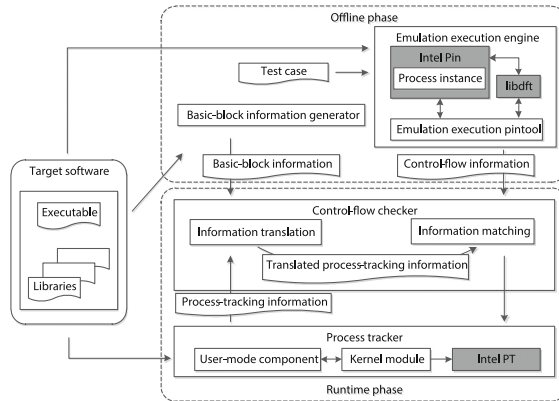 Offline phase
Emulation execution engine
Intel Pin
Process instance
libdft
Emulation execution pintool
Test case
Basic-block information generator
Basic-block information
Control-flow information
Target software
Executable
Libraries
Control-flow checker
Information translation
Information matching
Translated process-tracking information
Process-tracking information
Process tracker
User-mode component
Kernel module
Intel PT
Runtime phase